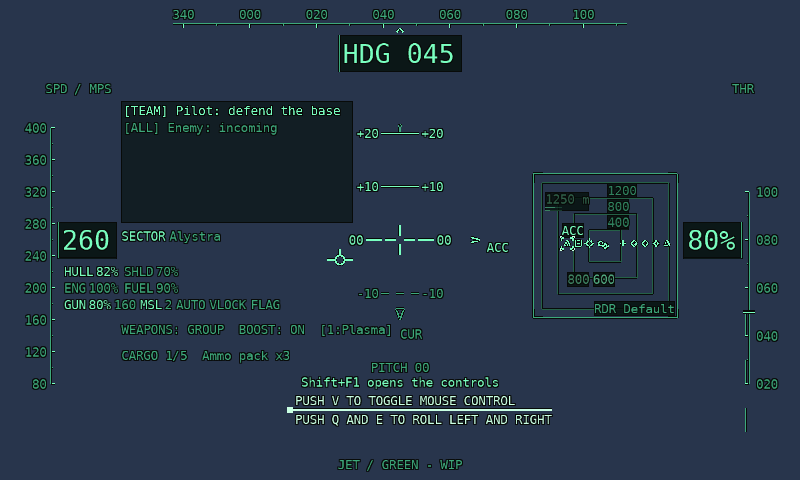 340 000 020 040 060 080 100
HDG 045
SPD / MPS
THR
[TEAM] Pilot: defend the base
[ALL] Enemy: incoming
400
360
320
280
240
200
160
120
80
260
+20 +20
+10 +10
00 00
-10 -10
ACC
CUR
SECTOR Alystra
HULL 82% SHLD 70%
ENG 100% FUEL 90%
GUN 80% 160 MSL 2 AUTO VLOCK FLAG
WEAPONS: GROUP BOOST: ON [1:Plasma]
CARGO 1/5 Ammo pack x3
1250 m
1200
800
400
ACC
800 600
RDR Default
80%
100
080
060
040
020
PITCH 00
Shift+F1 opens the controls
PUSH V TO TOGGLE MOUSE CONTROL
PUSH Q AND E TO ROLL LEFT AND RIGHT
JET / GREEN - WIP